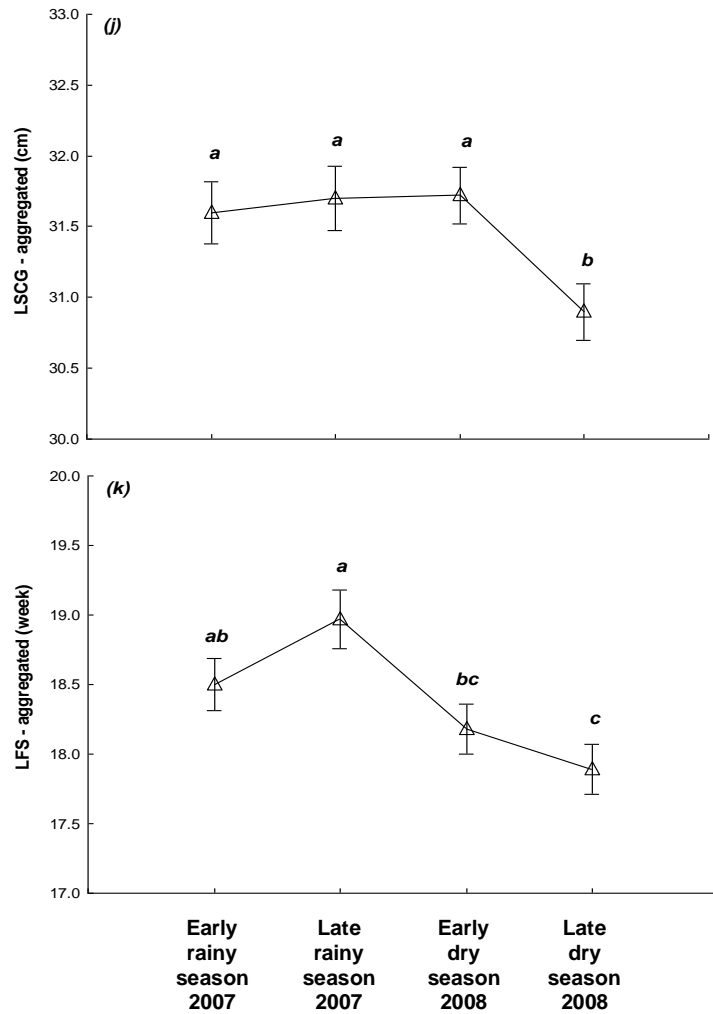 (j)
33.0
32.5
32.0
31.5
31.0
30.5
30.0
LSCG - aggregated (cm)
a
a
a
b
(k)
20.0
19.5
19.0
18.5
18.0
17.5
17.0
LFS - aggregated (week)
ab
a
bc
c
Early
rainy
season
2007
Late
rainy
season
2007
Early
dry
season
2008
Late
dry
season
2008